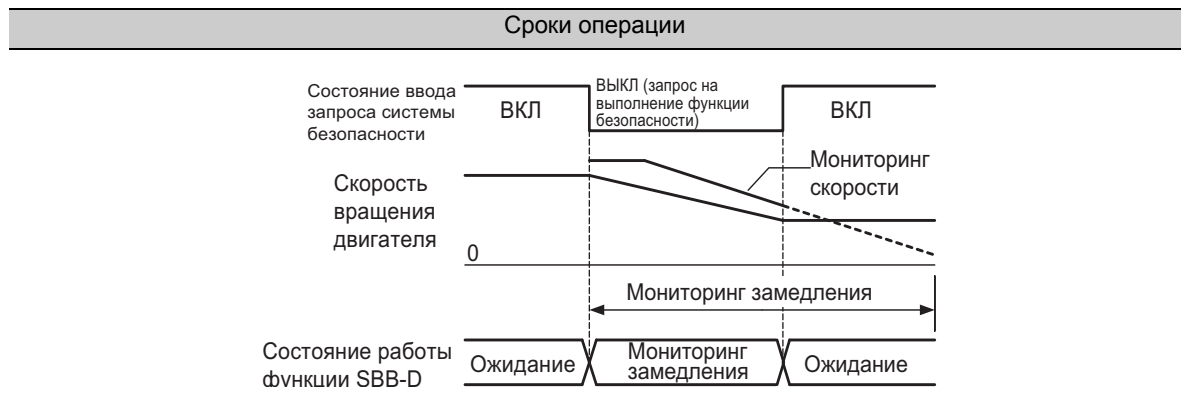 Сроки операции
Состояние ввода
запроса системы
безопасности
ВКЛ
ВЫКЛ (запрос на
выполнение функции
безопасности)
ВКЛ
Мониторинг
скорости
Скорость
вращения
двигателя
0
Мониторинг замедления
Состояние работы
функции SBB-D
Ожидание
Мониторинг
замедления
Ожидание